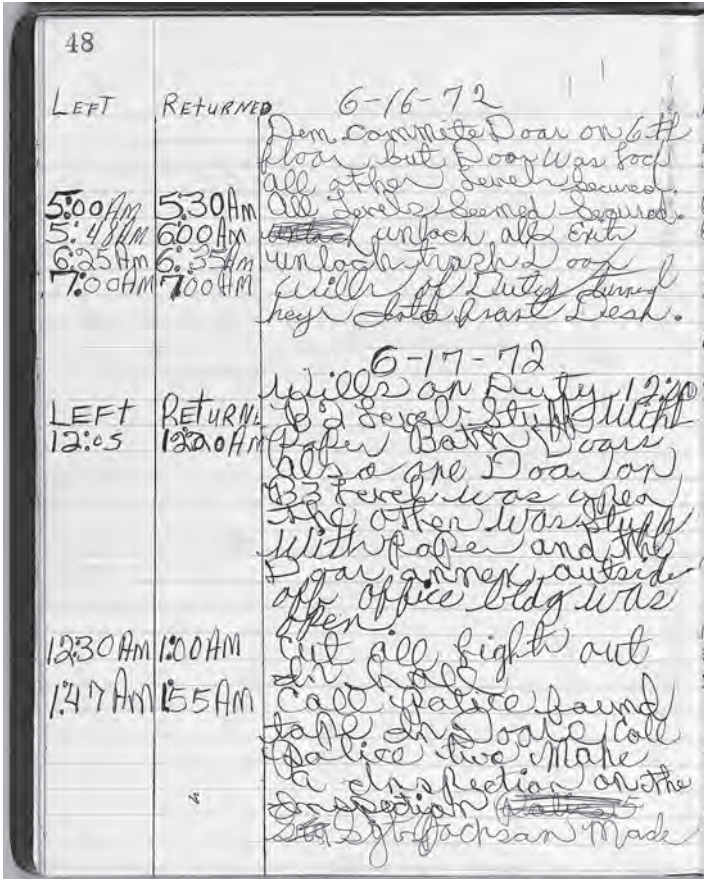 48
LEFT RETURNED 6-16-72
Dem. Committe Door on 6th
floor but Door was Loc
all other Levels Secured.
5:00 AM 5:30 AM All Levels Seemed Secured.
5:48 AM 6:00 AM unlock all Exits
6:25 AM 6:35 AM unlock trash Door
7:00 AM 7:00 AM Wills of Duty turned
keys into front Desk.
6-17-72
Wills on Duty 12:00
LEFT RETURNE B2 Level Stuff With
12:05 12:20 AM Paper Both Doors
also one Door on
B3 Level was open
the other was Stuff
With Paper and the
Door annex outside
off office bldg was
open
12:30 AM 1:00 AM Cut all Light out
In hall
1:47 AM 1:55 AM Call Police found
tape on Doors Call
Police two Make
a Inspection on the
Inspection
Sgt. Jackson Made